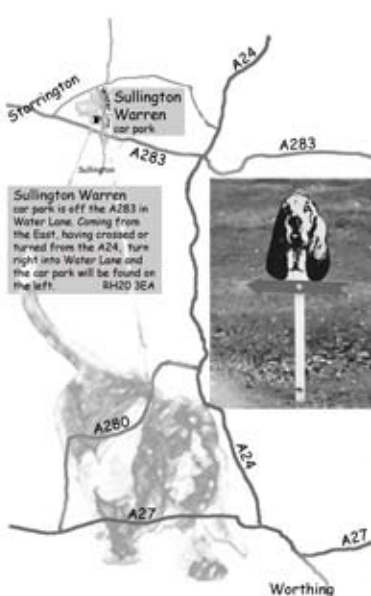 A24
Storrington
Sullington
Warren
car park
A283
A283
Sullington
Sullington Warren
car park is off the A283 in
Water Lane. Coming from
the East, having crossed or
turned from the A24, turn
right into Water Lane and
the car park will be found on
the left. RH20 3EA
A280
A24
A27
A27
Worthing